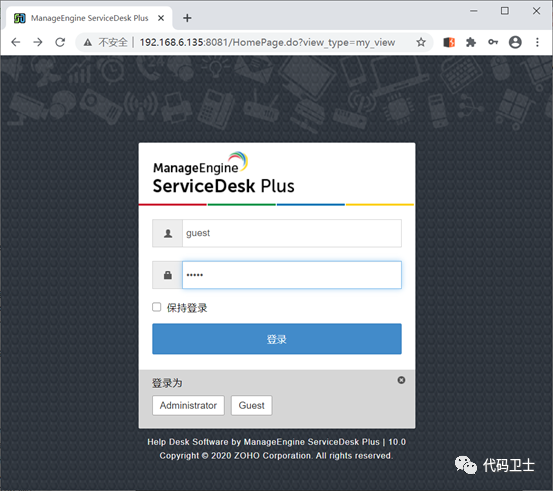 ManageEngine ServiceDesk Plus
不安全 | 192.168.6.135:8081/HomePage.do?view_type=my_view
ManageEngine
ServiceDesk Plus
guest
•••••
保持登录
登录
登录为
Administrator Guest
Help Desk Software by ManageEngine ServiceDesk Plus | 10.0
Copyright © 2020 ZOHO Corporation. All rights reserved.
代码卫士